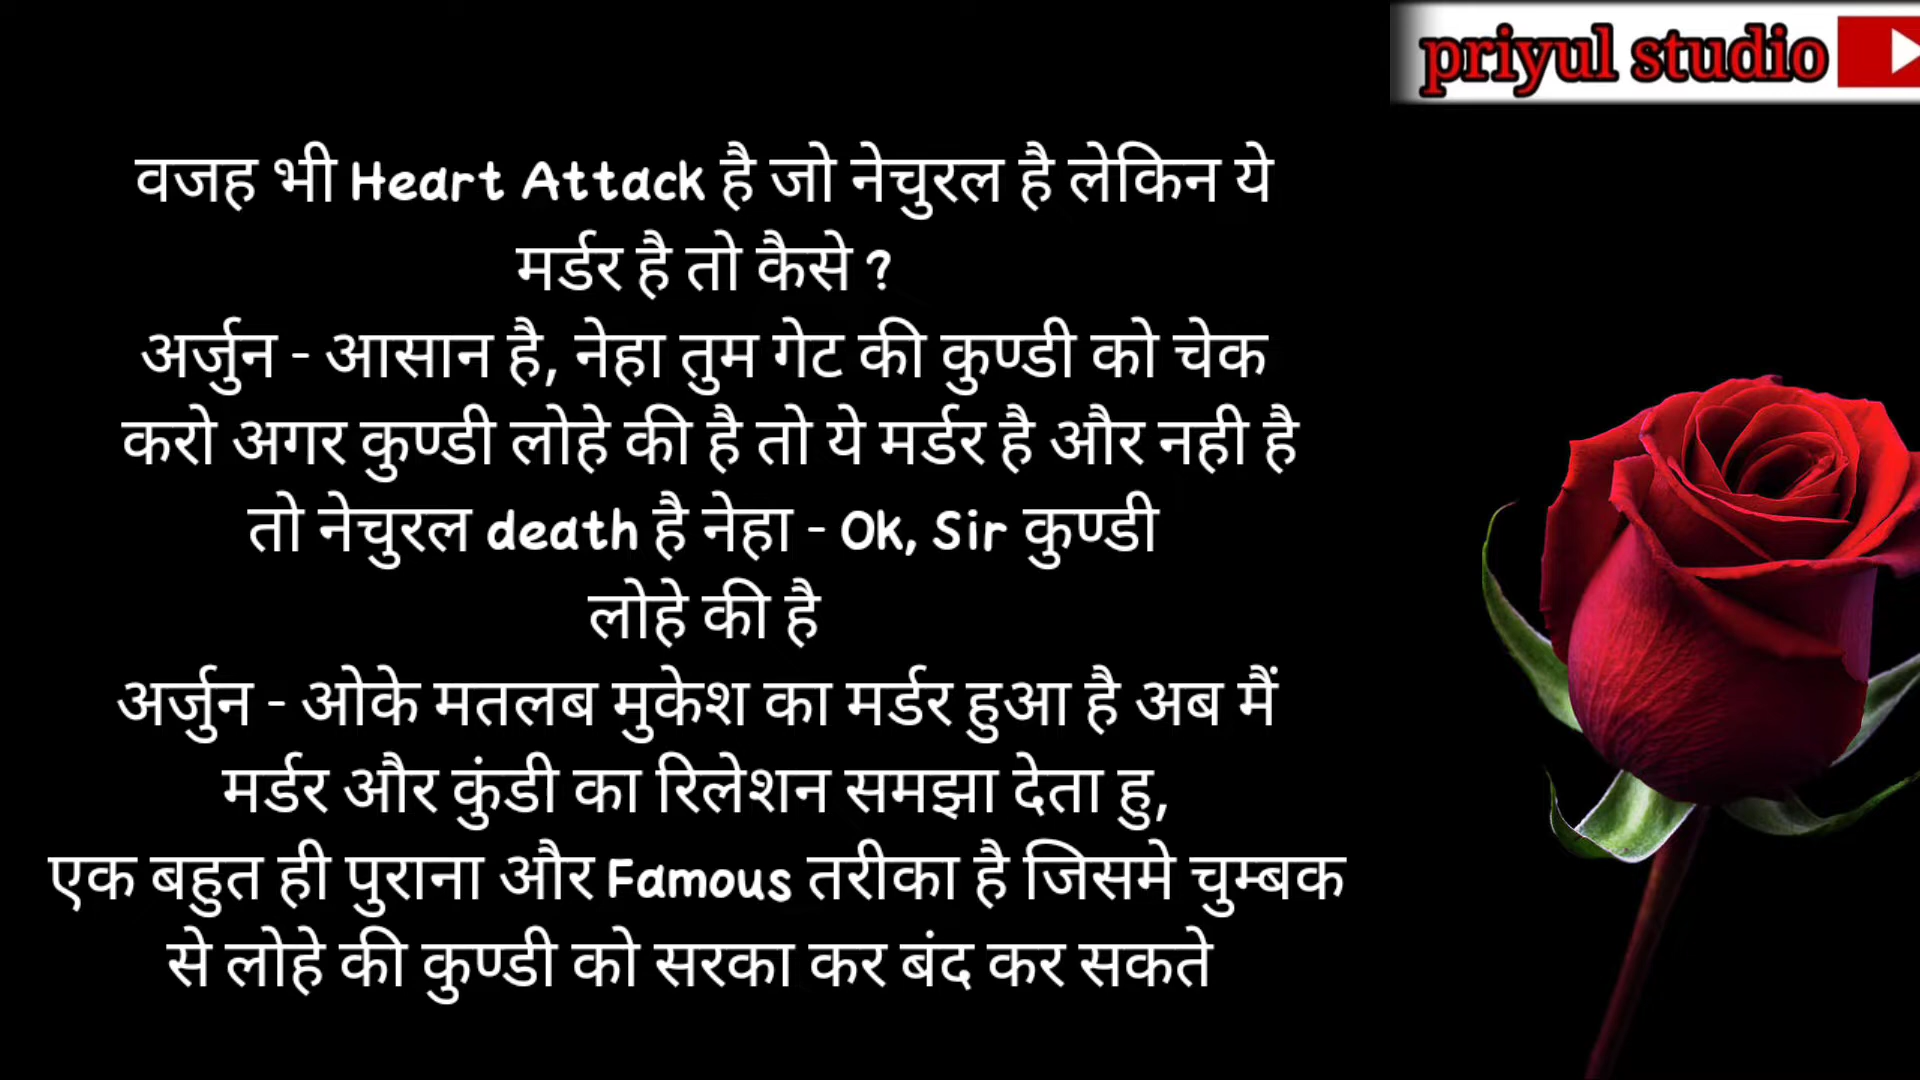 priyul studio
वजह भी Heart Attack है जो नेचुरल है लेकिन ये
मर्डर है तो कैसे ?
अर्जुन - आसान है, नेहा तुम गेट की कुण्डी को चेक
करो अगर कुण्डी लोहे की है तो ये मर्डर है और नही है
तो नेचुरल death है नेहा - Ok, Sir कुण्डी
लोहे की है
अर्जुन - ओके मतलब मुकेश का मर्डर हुआ है अब मैं
मर्डर और कुंडी का रिलेशन समझा देता हु,
एक बहुत ही पुराना और Famous तरीका है जिसमे चुम्बक
से लोहे की कुण्डी को सरका कर बंद कर सकते